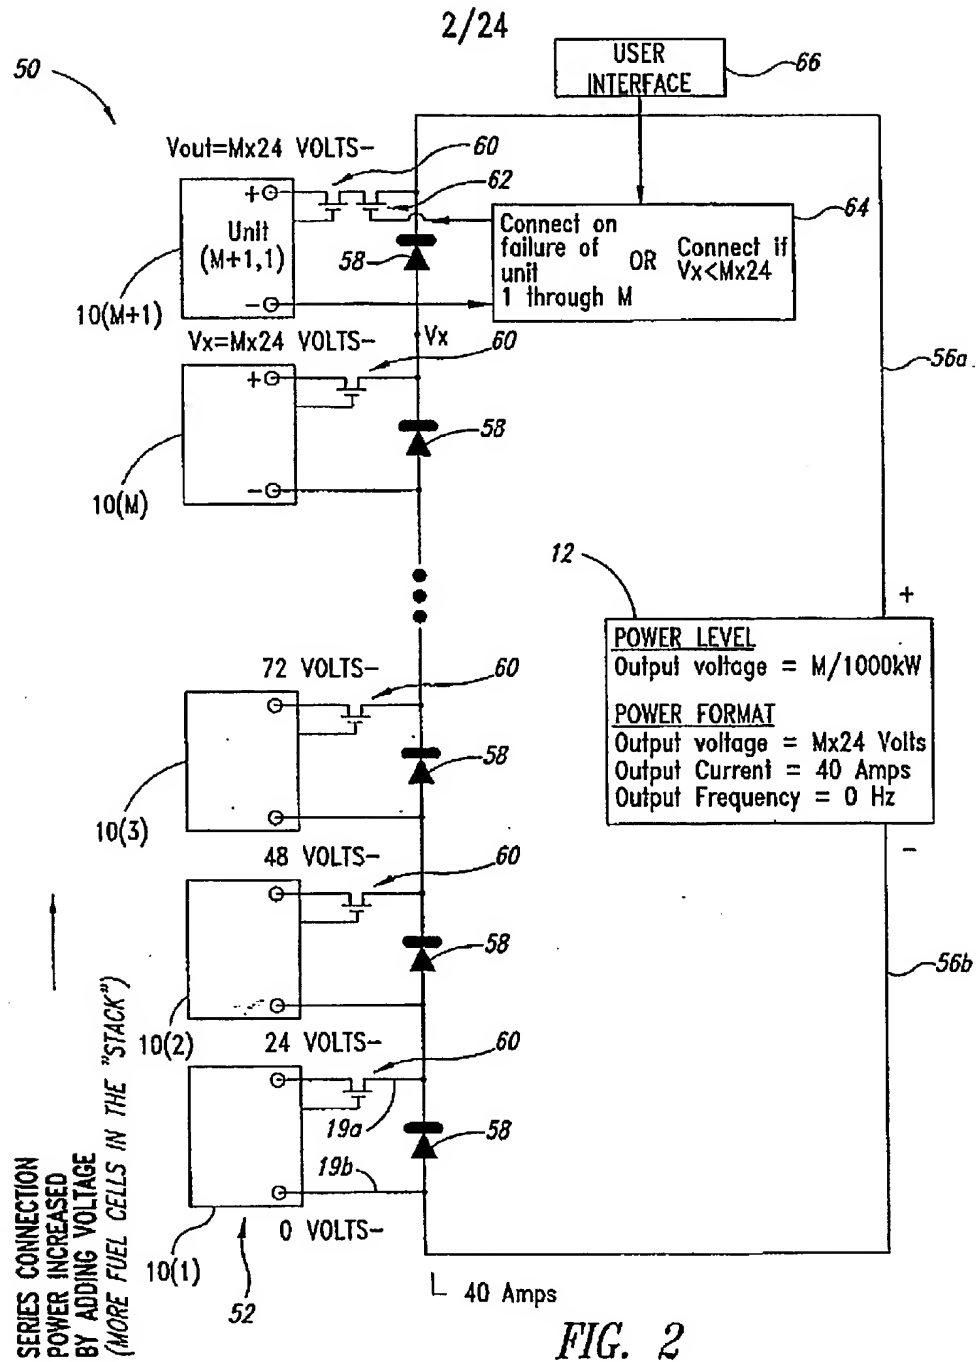 2/24
50
USER
INTERFACE
66
Vout=Mx24 VOLTS-
60
62
64
+
Unit
(M+1,1)
-
58
Connect on
failure of
unit
1 through M
OR
Connect if
Vx<Mx24
10(M+1)
Vx=Mx24 VOLTS-
60
Vx
56a
+
-
58
10(M)
12
+
POWER LEVEL
Output voltage = M/1000kW
POWER FORMAT
Output voltage = Mx24 Volts
Output Current = 40 Amps
Output Frequency = 0 Hz
-
72 VOLTS-
60
58
10(3)
48 VOLTS-
60
58
56b
10(2)
24 VOLTS-
60
19a
58
19b
0 VOLTS-
10(1)
52
40 Amps
SERIES CONNECTION
POWER INCREASED
BY ADDING VOLTAGE
(MORE FUEL CELLS IN THE "STACK")
FIG. 2